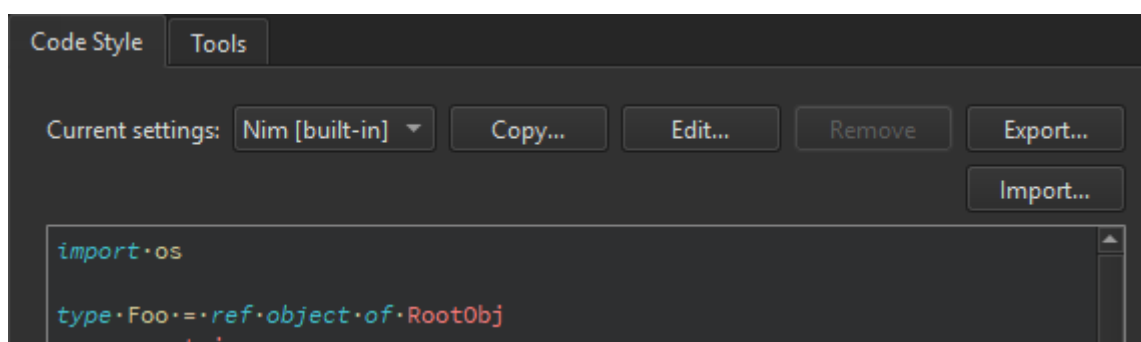 Code Style Tools
Current settings: Nim [built-in] Copy... Edit... Remove Export...
Import...
import·os
type·Foo·=·ref·object·of·RootObj